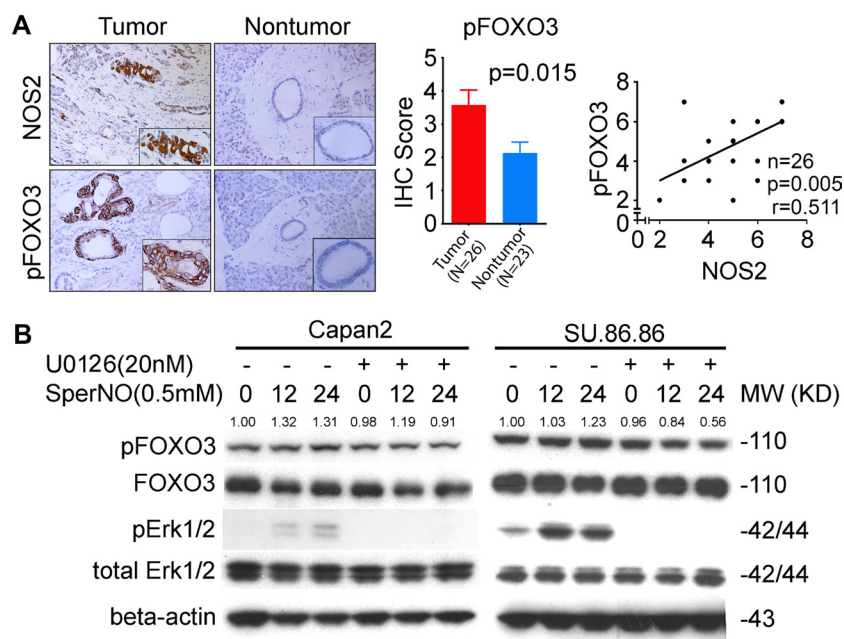 A
Tumor
Nontumor
NOS2
pFOXO3
pFOXO3
p=0.015
IHC Score
5
4
3
2
1
0
Tumor
(N=26)
Nontumor
(N=23)
pFOXO3
8
6
4
2
0
n=26
p=0.005
r=0.511
0 2 4 6 8
NOS2
B
Capan2
SU.86.86
U0126(20nM) - - - + + + - - - + + +
SperNO(0.5mM) 0 12 24 0 12 24 0 12 24 0 12 24 MW (KD)
1.00 1.32 1.31 0.98 1.19 0.91 1.00 1.03 1.23 0.96 0.84 0.56
pFOXO3 -110
FOXO3 -110
pErk1/2 -42/44
total Erk1/2 -42/44
beta-actin -43